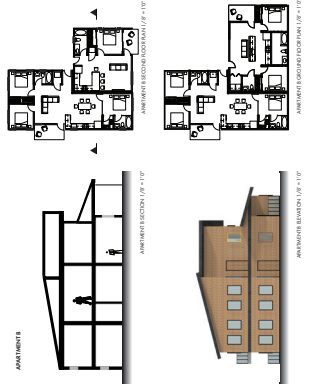 APARTMENT B
APARTMENT B SECOND FLOOR PLAN 1/8" = 1'0"
APARTMENT B GROUND FLOOR PLAN 1/8" = 1'0"
APARTMENT B SECTION 1/8" = 1'0"
APARTMENT B ELEVATION 1/8" = 1'0"